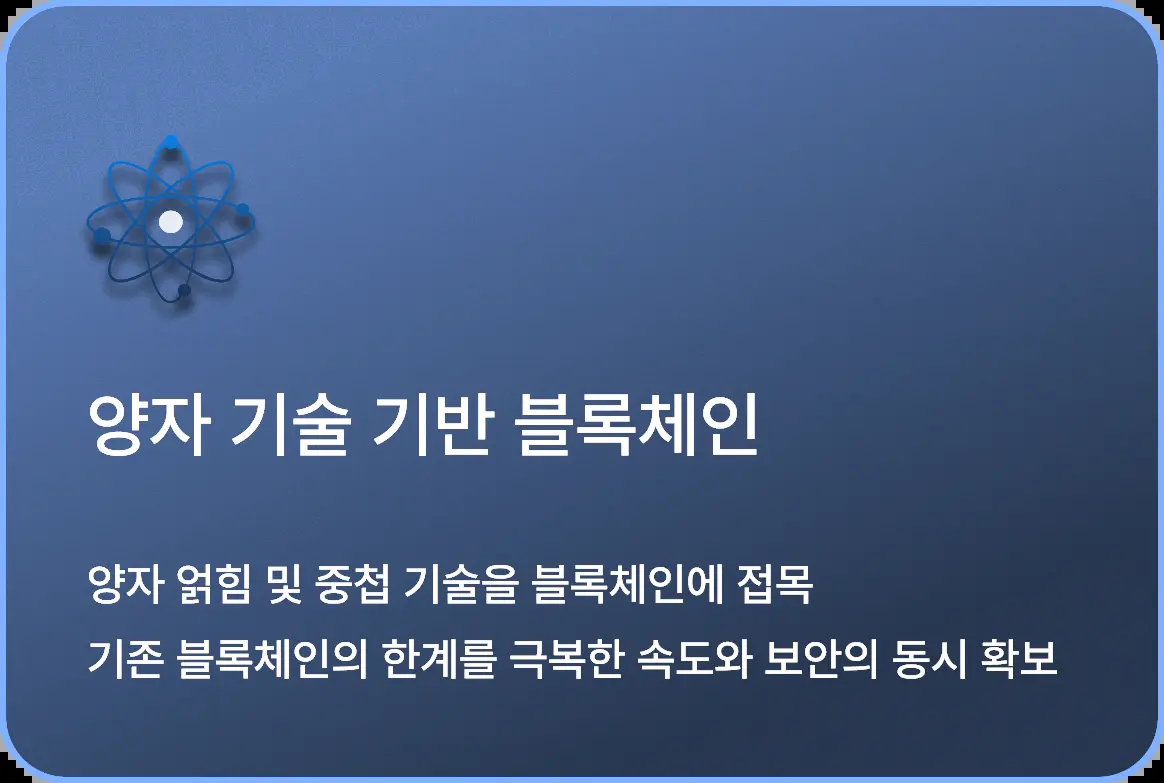 양자 기술 기반 블록체인
양자 얽힘 및 중첩 기술을 블록체인에 접목
기존 블록체인의 한계를 극복한 속도와 보안의 동시 확보